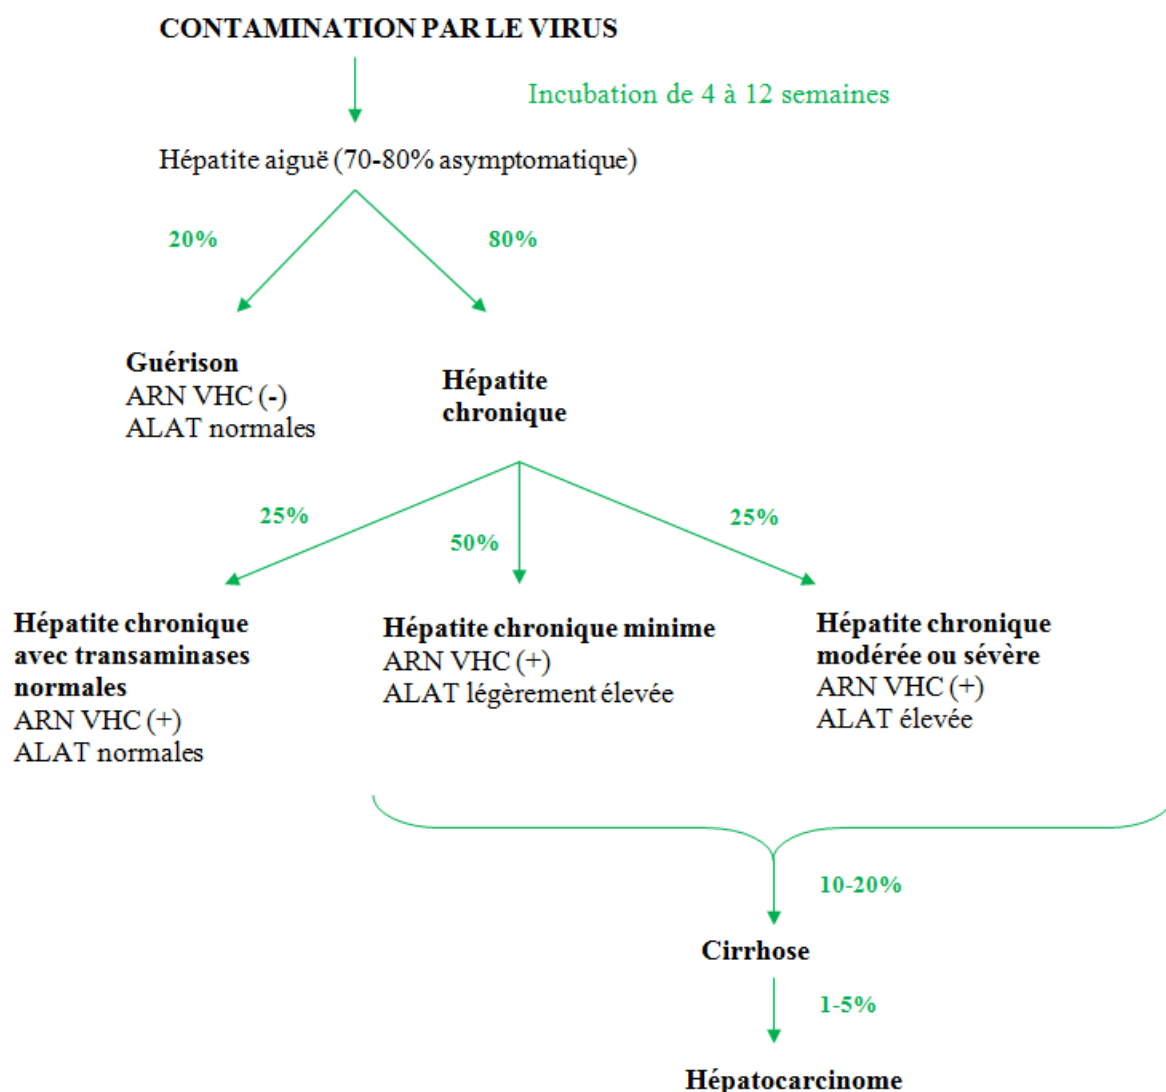 CONTAMINATION PAR LE VIRUS
Incubation de 4 à 12 semaines
Hépatite aiguë (70-80% asymptomatique)
20%
80%
Guérison
ARN VHC (-)
ALAT normales
Hépatite
chronique
25%
50%
25%
Hépatite chronique
avec transaminases
normales
ARN VHC (+)
ALAT normales
Hépatite chronique minime
ARN VHC (+)
ALAT légèrement élevée
Hépatite chronique
modérée ou sévère
ARN VHC (+)
ALAT élevée
10-20%
Cirrhose
1-5%
Hépatocarcinome